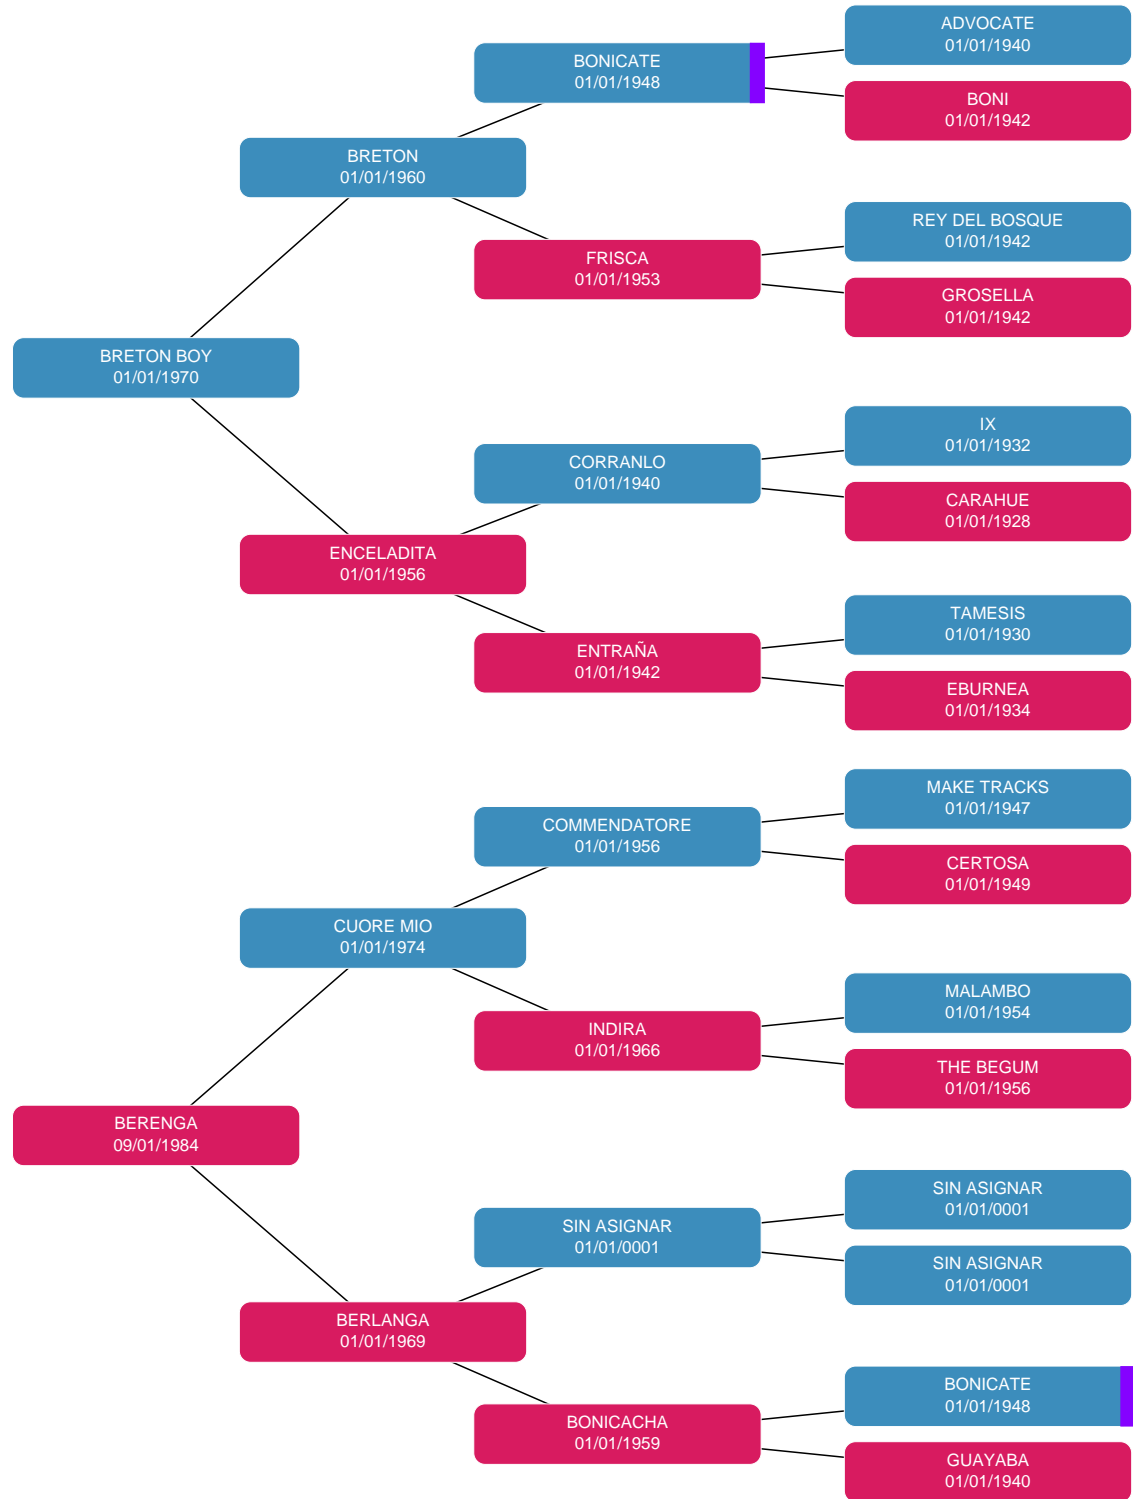 ADVOCATE
01/01/1940
BONICATE
01/01/1948
BONI
01/01/1942
BRETON
01/01/1960
REY DEL BOSQUE
01/01/1942
FRISCA
01/01/1953
GROSELLA
01/01/1942
BRETON BOY
01/01/1970
IX
01/01/1932
CORRANLO
01/01/1940
CARAHUE
01/01/1928
ENCELADITA
01/01/1956
TAMESIS
01/01/1930
ENTRAÑA
01/01/1942
EBURNEA
01/01/1934
MAKE TRACKS
01/01/1947
COMMENDATORE
01/01/1956
CERTOSA
01/01/1949
CUORE MIO
01/01/1974
MALAMBO
01/01/1954
INDIRA
01/01/1966
THE BEGUM
01/01/1956
BERENGA
09/01/1984
SIN ASIGNAR
01/01/0001
SIN ASIGNAR
01/01/0001
SIN ASIGNAR
01/01/0001
BERLANGA
01/01/1969
BONICATE
01/01/1948
BONICACHA
01/01/1959
GUAYABA
01/01/1940